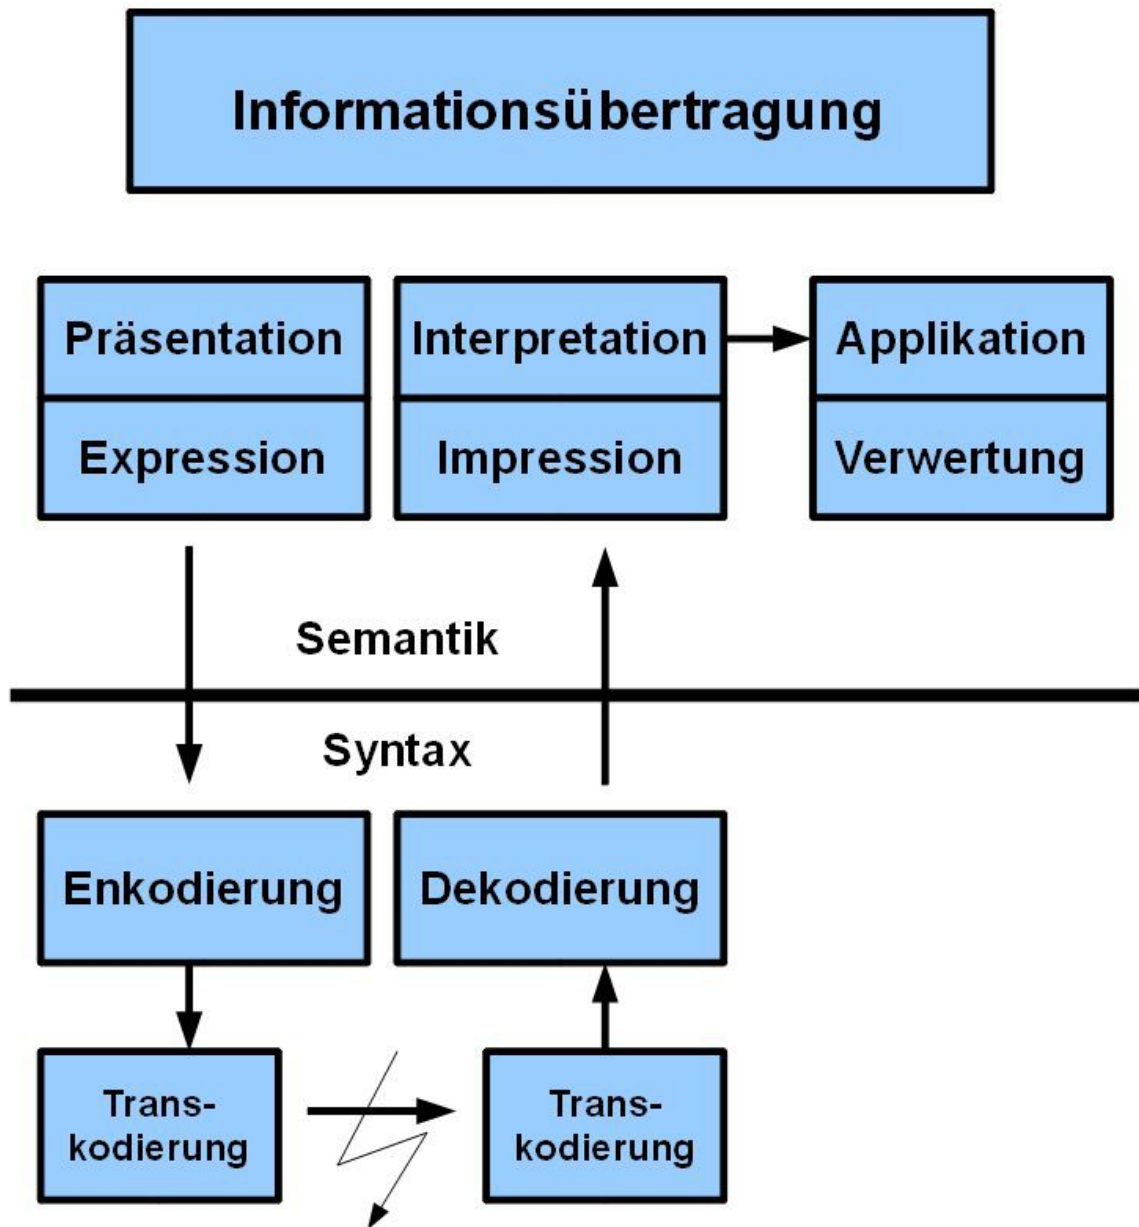 Informationsübertragung
Präsentation
Interpretation
Applikation
Expression
Impression
Verwertung
Semantik
Syntax
Enkodierung
Dekodierung
Trans-
kodierung
Trans-
kodierung